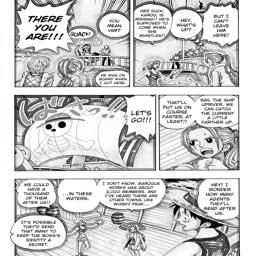 THERE
YOU
ARE!!!
QUACK!
YOU
MEAN
HIM?
HE WAS ON
BOARD WHEN
I GOT HERE.
HER DUCK,
KAROO, IS
MISSING!! HE'S
SUPPOSED TO
COME WHEN
SHE
WHISTLES!
HEY,
WHAT'S
UP?
BUT I
CAN'T
LEAVE
HIM
HERE!
LET'S
GO!!!
THAT'LL
PUT US ON
COURSE
FASTER,
AT LEAST!
SAIL THE SHIP
UPRIVER. WE
CAN CATCH
THE CURRENT
A LITTLE
FARTHER UP.
WE COULD
HAVE A
THOUSAND OF
THEM AFTER US!
IT'S POSSIBLE
THEY'D SEND
THAT MANY TO
KEEP THE BOSS'S
IDENTITY A
SECRET.
...IN THESE
WATERS.
I DON'T KNOW. BAROQUE
WORKS HAS ABOUT
2,000 MEMBERS, AND
I'VE HEARD THERE ARE
OTHER TOWNS LIKE
WHISKY PEAK...
HEY! I
WONDER
HOW MANY
AGENTS
THEY'LL
SEND AFTER
US.